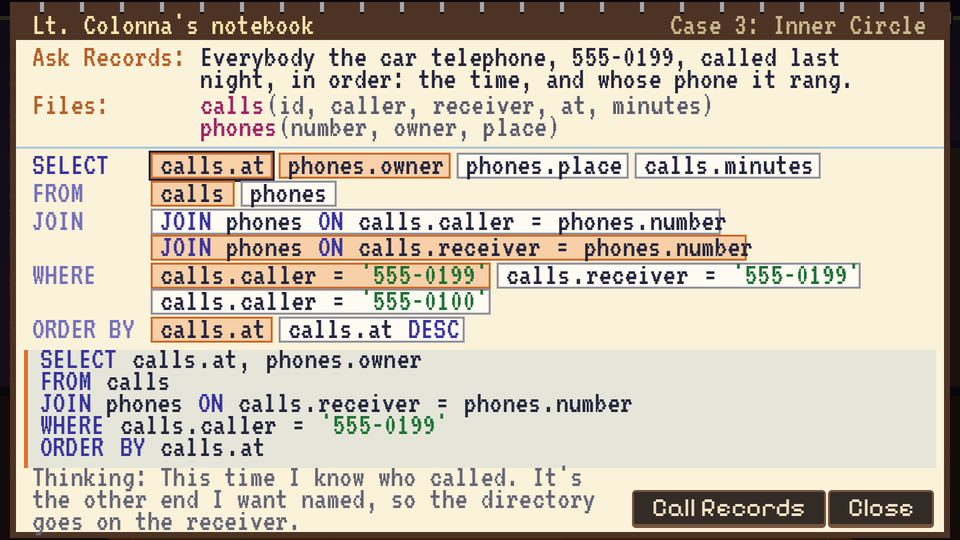 Lt. Colonna's notebook Case 3: Inner Circle
Ask Records: Everybody the car telephone, 555-0199, called last
night, in order: the time, and whose phone it rang.
Files: calls(id, caller, receiver, at, minutes)
phones(number, owner, place)
SELECT calls.at phones.owner phones.place calls.minutes
FROM calls phones
JOIN JOIN phones ON calls.caller = phones.number
JOIN phones ON calls.receiver = phones.number
WHERE calls.caller = '555-0199' calls.receiver = '555-0199'
calls.caller = '555-0100'
ORDER BY calls.at calls.at DESC
SELECT calls.at, phones.owner
FROM calls
JOIN phones ON calls.receiver = phones.number
WHERE calls.caller = '555-0199'
ORDER BY calls.at
Thinking: This time I know who called. It's
the other end I want named, so the directory
goes on the receiver.
Call Records Close